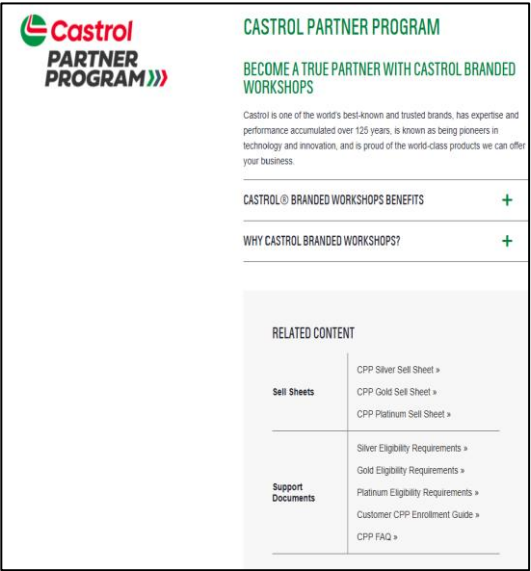 Castrol
PARTNER
PROGRAM
CASTROL PARTNER PROGRAM
BECOME A TRUE PARTNER WITH CASTROL BRANDED
WORKSHOPS
Castrol is one of the world's best-known and trusted brands, has expertise and
performance accumulated over 125 years, is known as being pioneers in
technology and innovation, and is proud of the world-class products we can offer
your business.
CASTROL® BRANDED WORKSHOPS BENEFITS +
WHY CASTROL BRANDED WORKSHOPS? +
RELATED CONTENT
Sell Sheets
CPP Silver Sell Sheet »
CPP Gold Sell Sheet »
CPP Platinum Sell Sheet »
Support
Documents
Silver Eligibility Requirements »
Gold Eligibility Requirements »
Platinum Eligibility Requirements »
Customer CPP Enrollment Guide »
CPP FAQ »